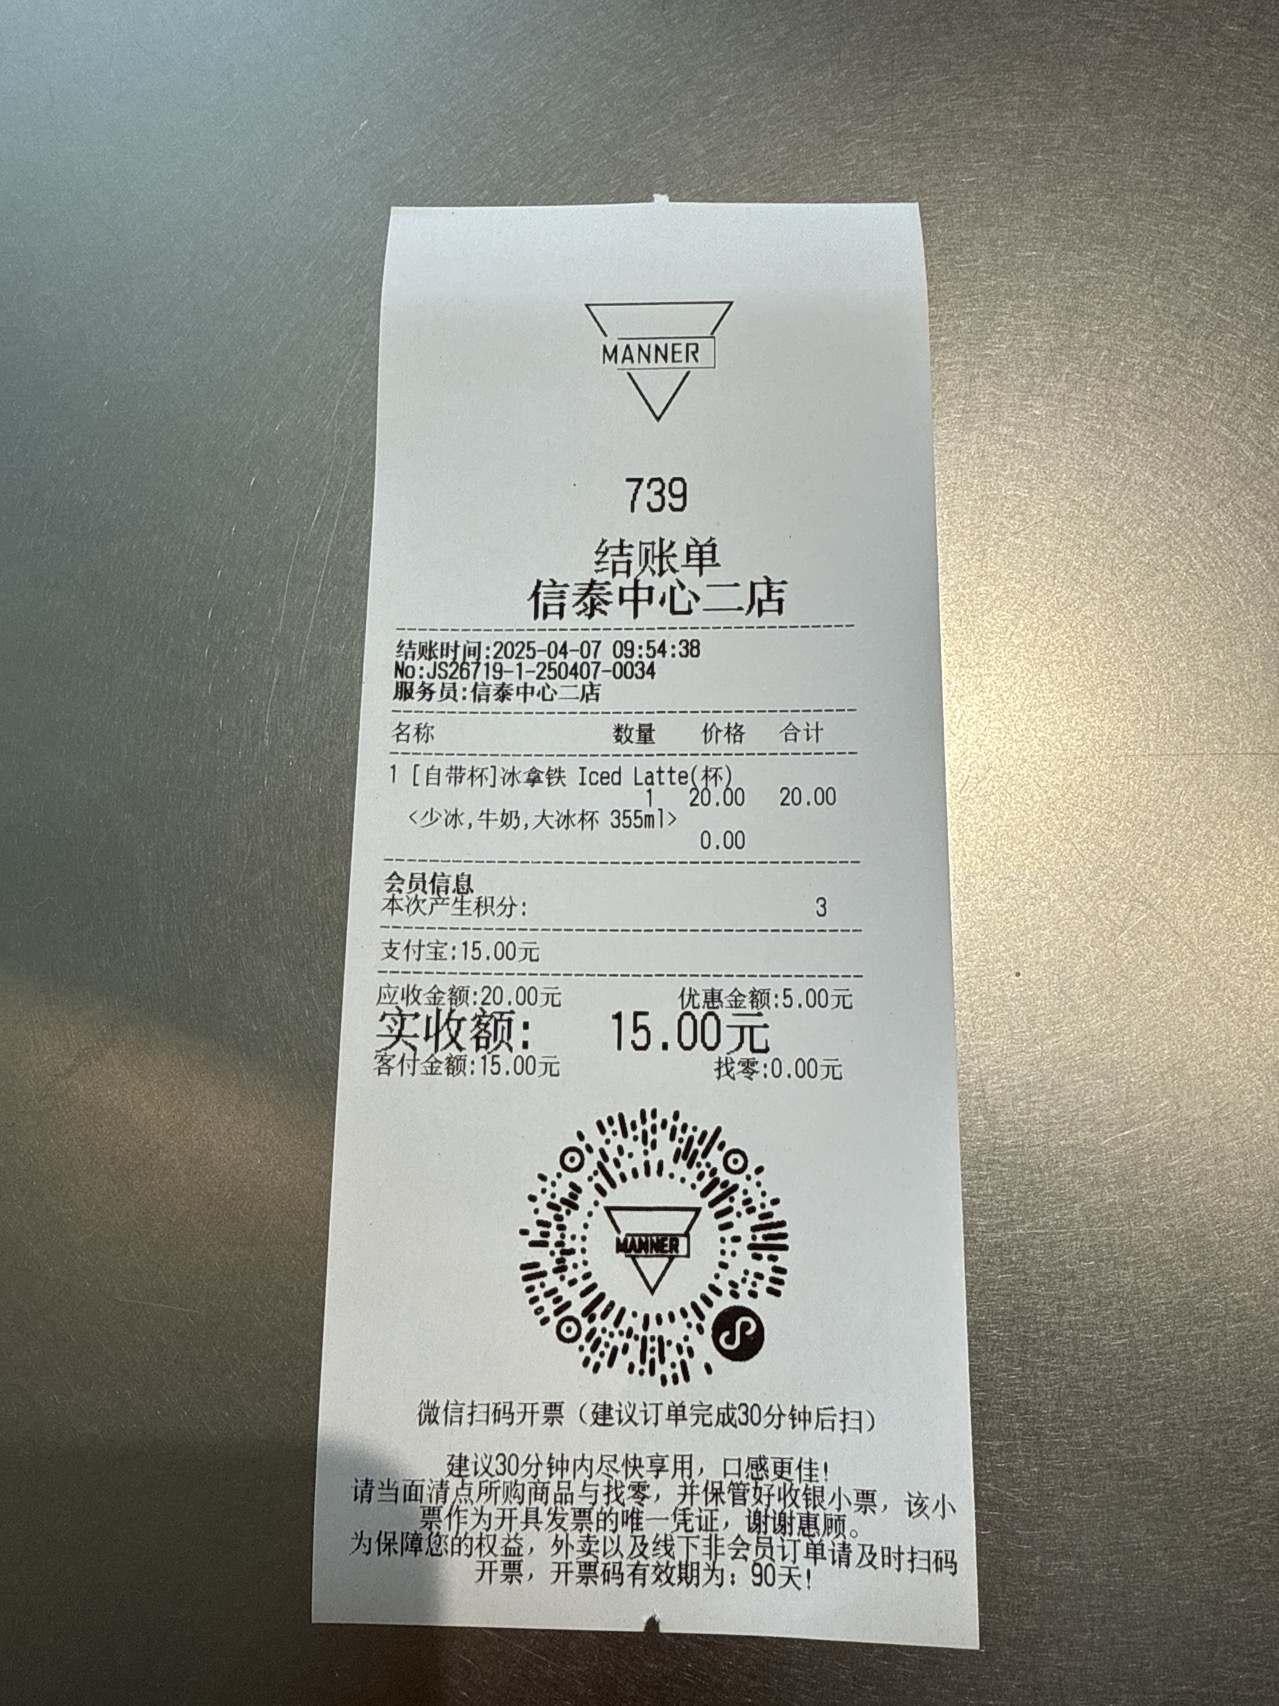 MANNER
739
结账单
信泰中心二店
结账时间:2025-04-07 09:54:38
No:JS26719-1-250407-0034
服务员:信泰中心二店
名称 数量 价格 合计
1 [自带杯]冰拿铁 Iced Latte(杯)
1 20.00 20.00
<少冰,牛奶,大冰杯 355ml>
0.00
会员信息
本次产生积分: 3
支付宝:15.00元
应收金额:20.00元 优惠金额:5.00元
实收额: 15.00元
客付金额:15.00元 找零:0.00元
MANNER
微信扫码开票（建议订单完成30分钟后扫）
建议30分钟内尽快享用，口感更佳！
请当面清点所购商品与找零，并保管好收银小票，该小
票作为开具发票的唯一凭证，谢谢惠顾。
为保障您的权益，外卖以及线下非会员订单请及时扫码
开票，开票码有效期为：90天！